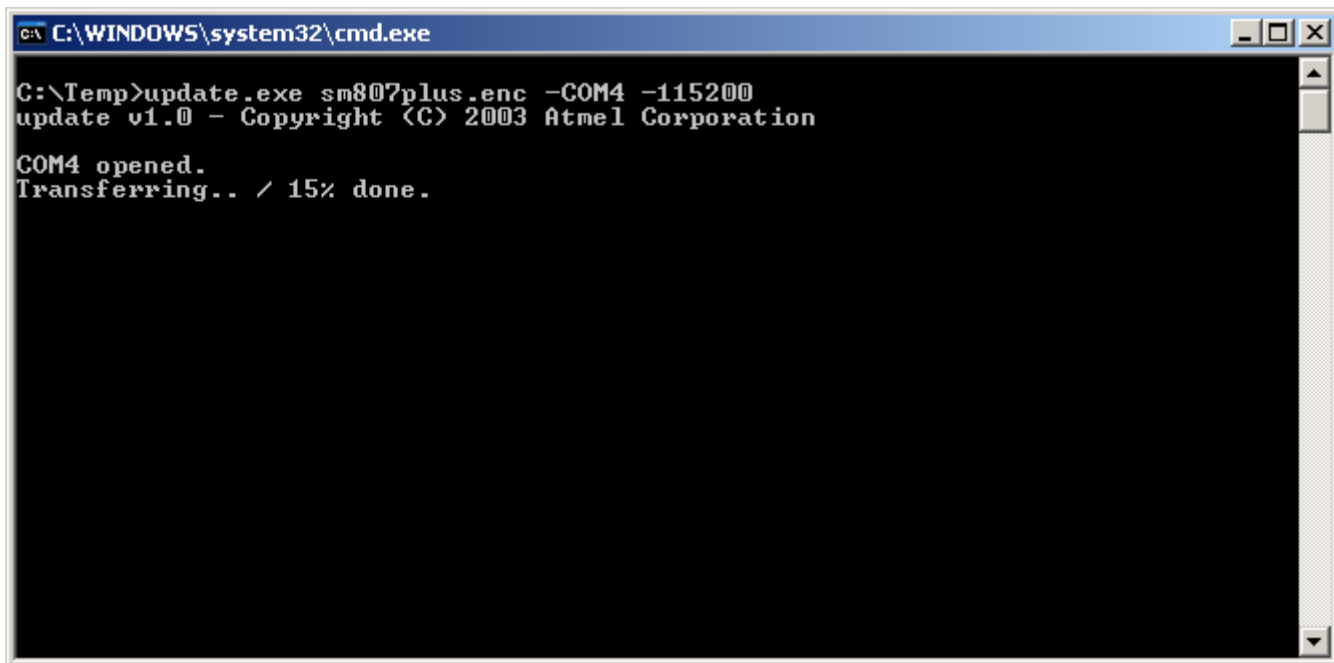 C:\WINDOWS\system32\cmd.exe
C:\Temp>update.exe sm807plus.enc -COM4 -115200
update v1.0 - Copyright (C) 2003 Atmel Corporation
COM4 opened.
Transferring.. / 15% done.